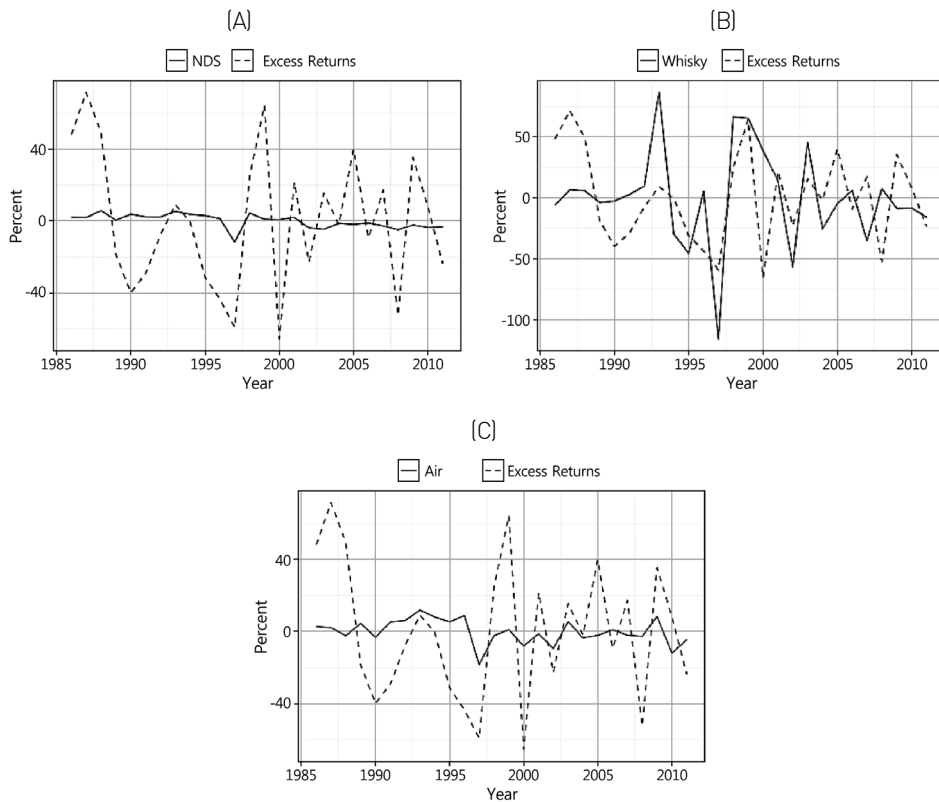 (A)
NDS Excess Returns
Percent
40
0
-40
1985 1990 1995 2000 2005 2010
Year
(B)
Whisky Excess Returns
Percent
50
0
-50
-100
1985 1990 1995 2000 2005 2010
Year
(C)
Air Excess Returns
Percent
40
0
-40
1985 1990 1995 2000 2005 2010
Year